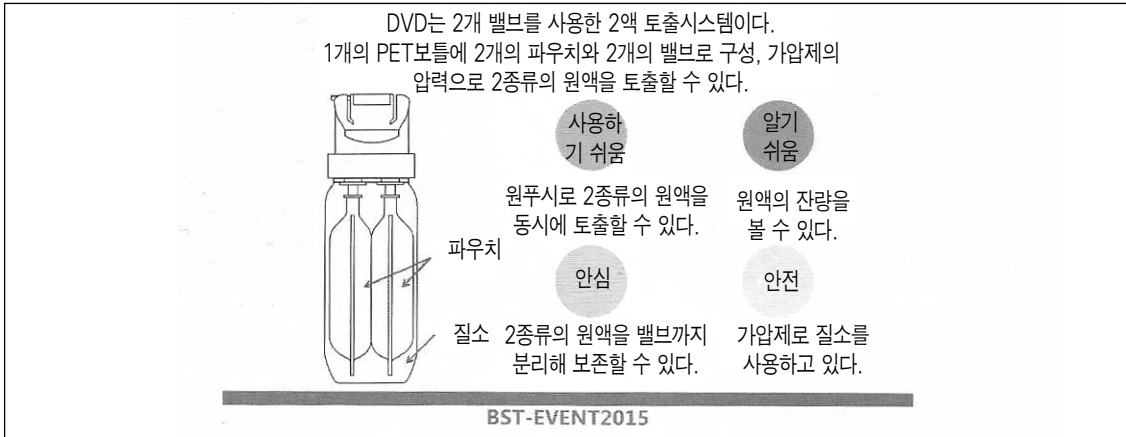 DVD는 2개 밸브를 사용한 2액 토출시스템이다.
1개의 PET보틀에 2개의 파우치와 2개의 밸브로 구성, 가압제의
압력으로 2종류의 원액을 토출할 수 있다.
사용하
기 쉬움
원푸시로 2종류의 원액을
동시에 토출할 수 있다.
알기
쉬움
원액의 잔량을
볼 수 있다.
파우치
질소
안심
2종류의 원액을 밸브까지
분리해 보존할 수 있다.
안전
가압제로 질소를
사용하고 있다.
BST-EVENT2015